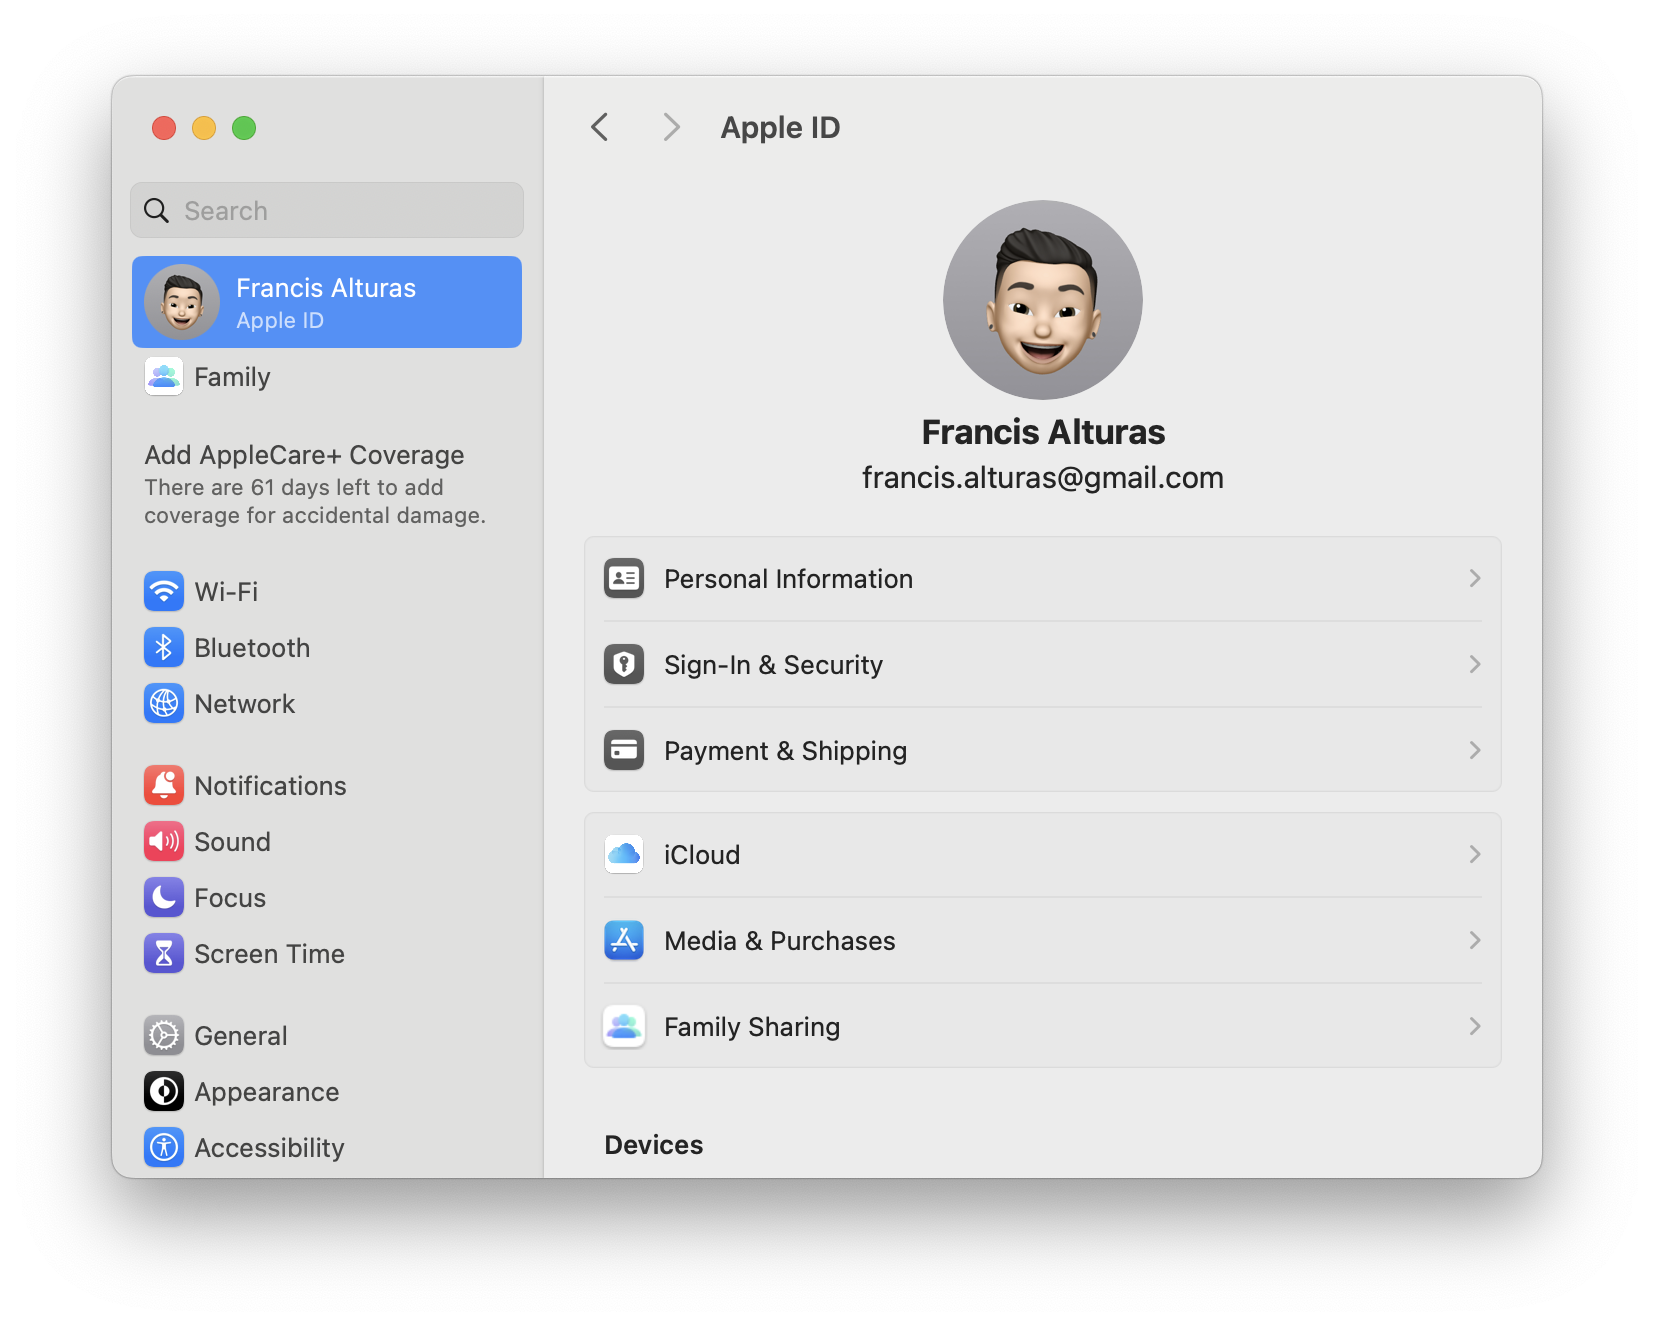 Search
Francis Alturas
Apple ID
Family
Add AppleCare+ Coverage
There are 61 days left to add
coverage for accidental damage.
Wi-Fi
Bluetooth
Network
Notifications
Sound
Focus
Screen Time
General
Appearance
Accessibility
Apple ID
Francis Alturas
francis.alturas@gmail.com
Personal Information
Sign-In & Security
Payment & Shipping
iCloud
Media & Purchases
Family Sharing
Devices